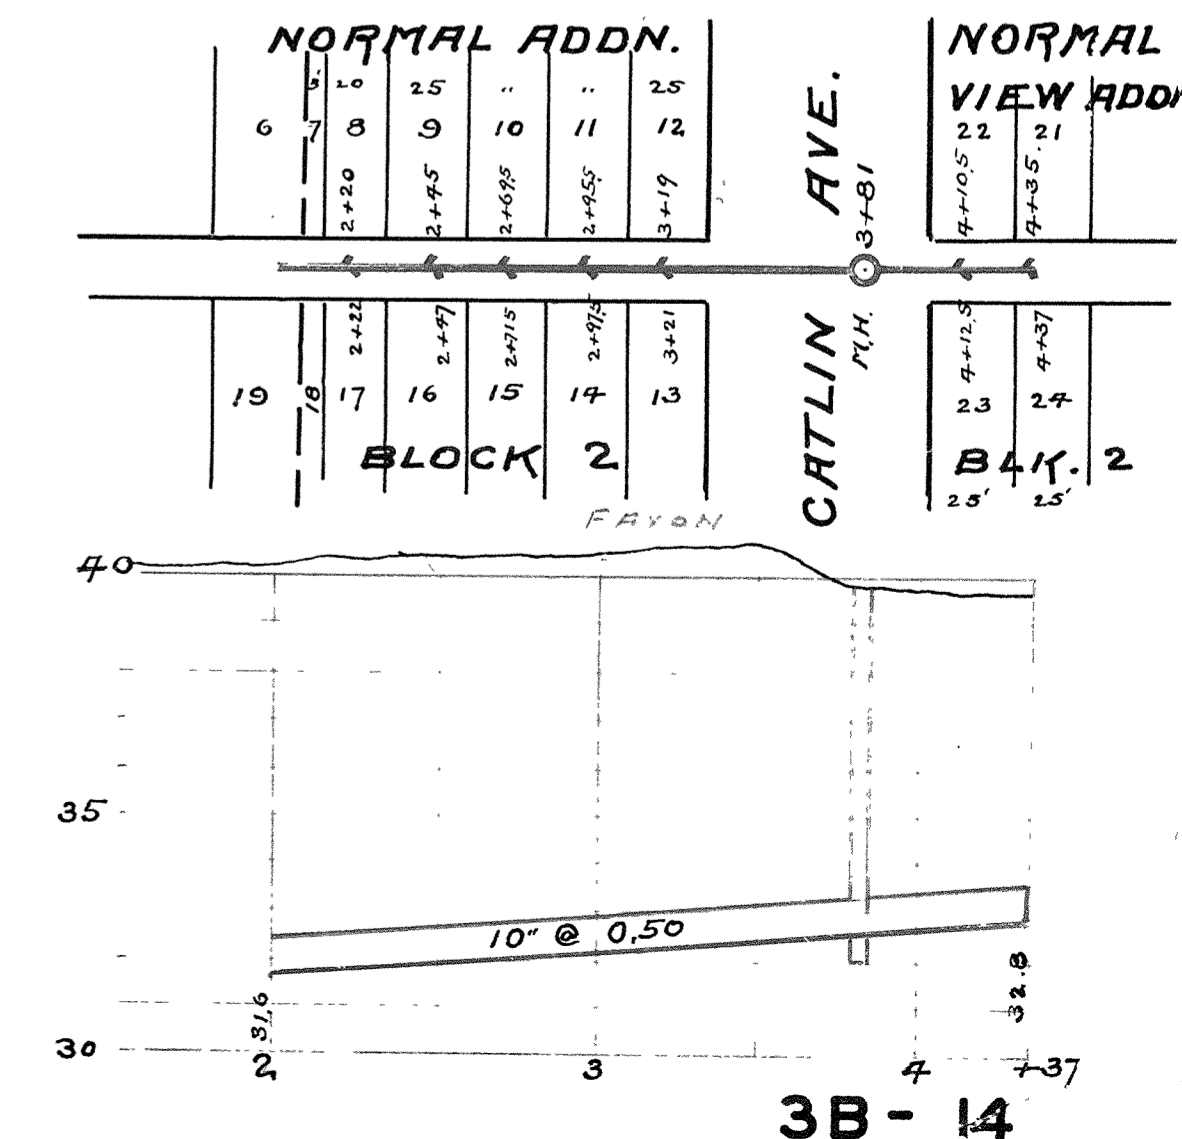 NORMAL ADDN.
NORMAL
VIEW ADDN
5' 20 25 " " 25
6 7 8 9 10 11 12
22 21
2+20 2+45 2+69.5 2+95.5 3+19
4+10.5 4+35.
CATLIN AVE.
3+81
M.H.
2+22 2+47 2+71.5 2+97.5 3+21
4+12.5 4+37
19 18 17 16 15 14 13
23 24
BLOCK 2
BLK. 2
25' 25'
40
35
10" @ 0.50
31.6
32.8
30
2 3 4 +37
3B - 14